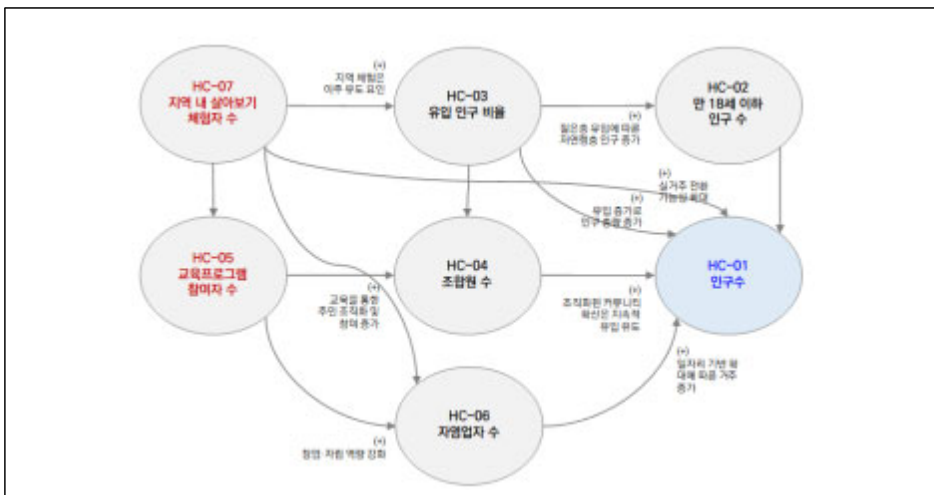 HC-07
지역 내 살아보기
체험자 수
(+)
지역 체험은
이주 유도 요인
HC-03
유입 인구 비율
HC-02
만 18세 이하
인구 수
(+)
젊은층 유입에 따른
자연형승 인구 증가
(+)
실거주 전환
가능성 확대
(+)
유입 증가로
인구 총량 증가
HC-05
교육프로그램
참여자 수
HC-04
조합원 수
HC-01
인구수
(+)
교육을 통한
주민 조직화 및
참여 증가
(+)
조직화된 커뮤니티
확산은 지속적
유입 유도
(+)
일자리 기반 확
대에 따른 거주
증가
HC-06
자영업자 수
(+)
창업·자립 역량 강화